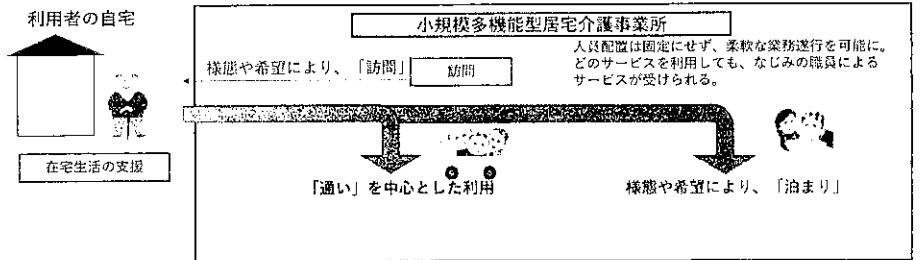 利用者の自宅
小規模多機能型居宅介護事業所
人員配置は固定にせず、柔軟な業務遂行を可能に。
どのサービスを利用しても、なじみの職員による
サービスが受けられる。
様態や希望により、「訪問」
訪問
在宅生活の支援
「通い」を中心とした利用
様態や希望により、「泊まり」